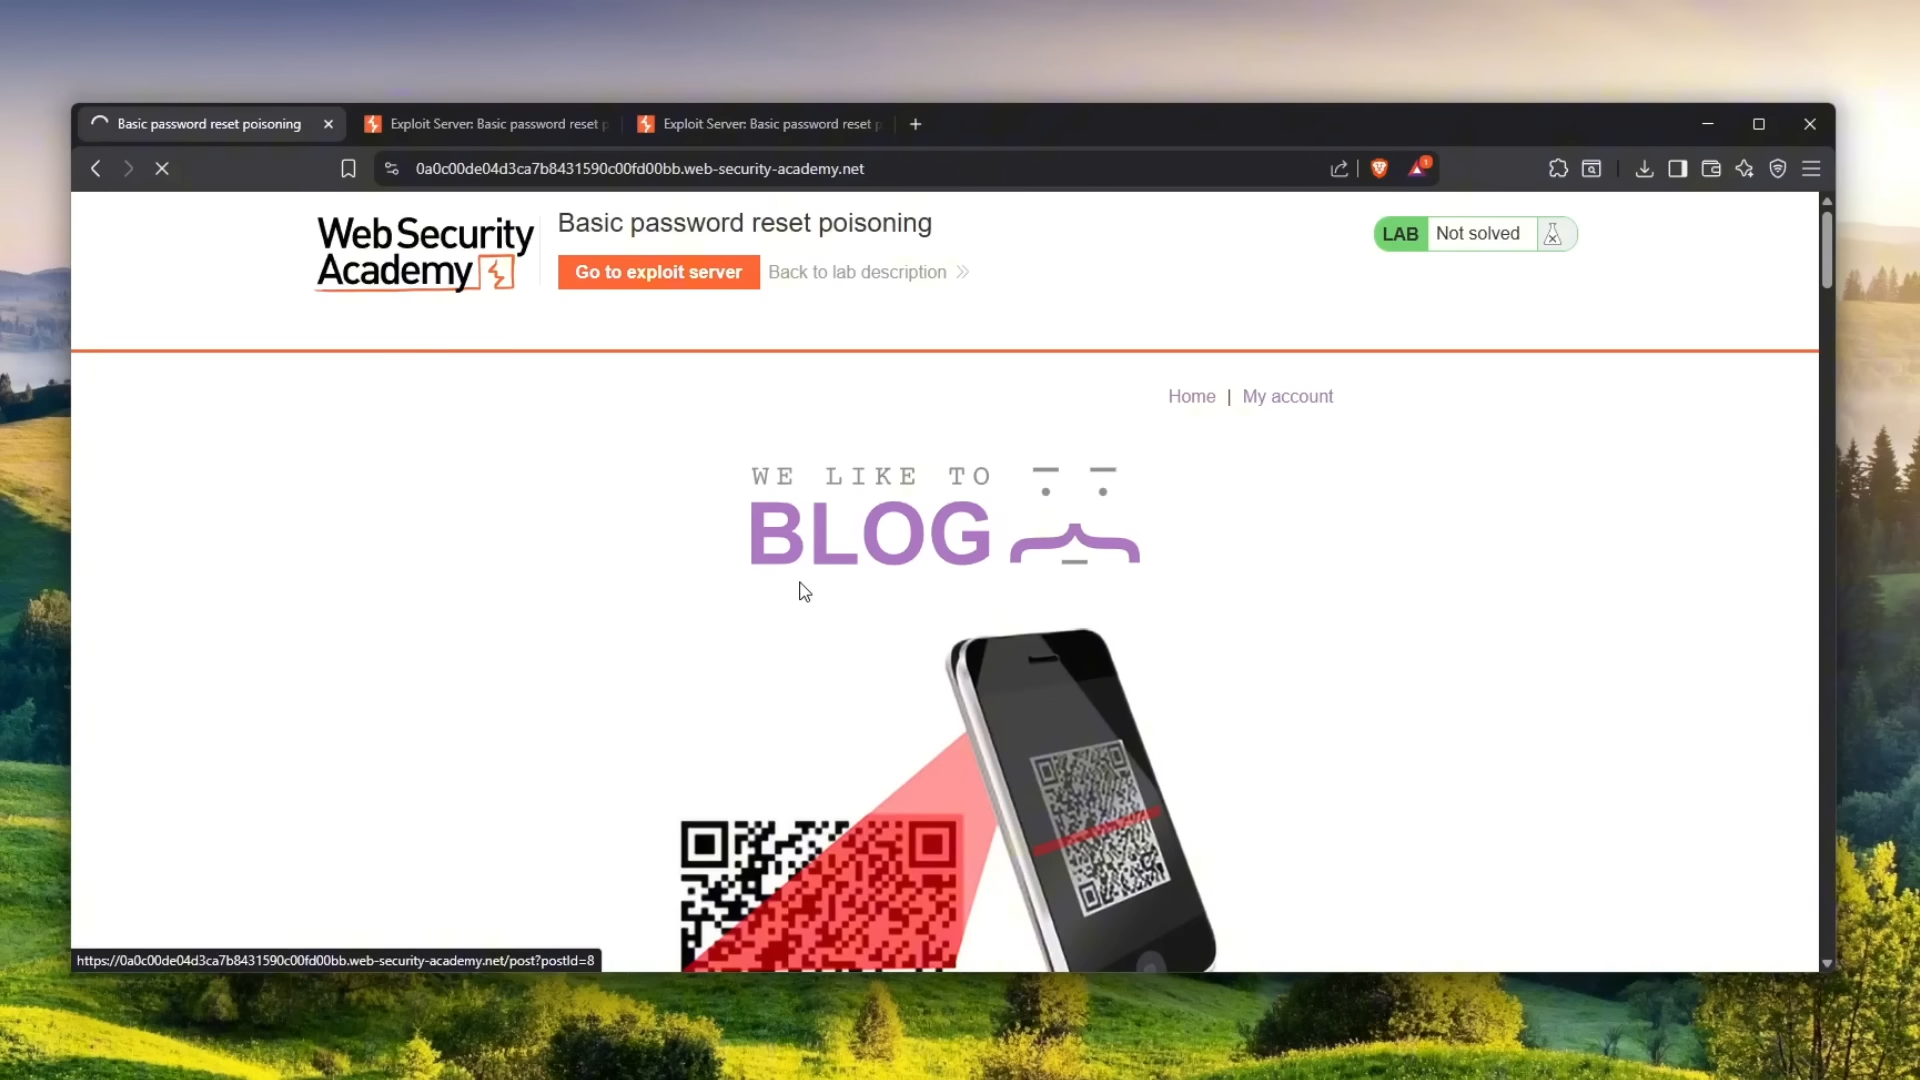 Basic password reset poisoning
Exploit Server: Basic password reset p
Exploit Server: Basic password reset p
0a0c00de04d3ca7b8431590c00fd00bb.web-security-academy.net
1
Web Security
Academy
Basic password reset poisoning
Go to exploit server
Back to lab description
LAB
Not solved
Home | My account
WE LIKE TO
BLOG
https://0a0c00de04d3ca7b8431590c00fd00bb.web-security-academy.net/post?postId=8